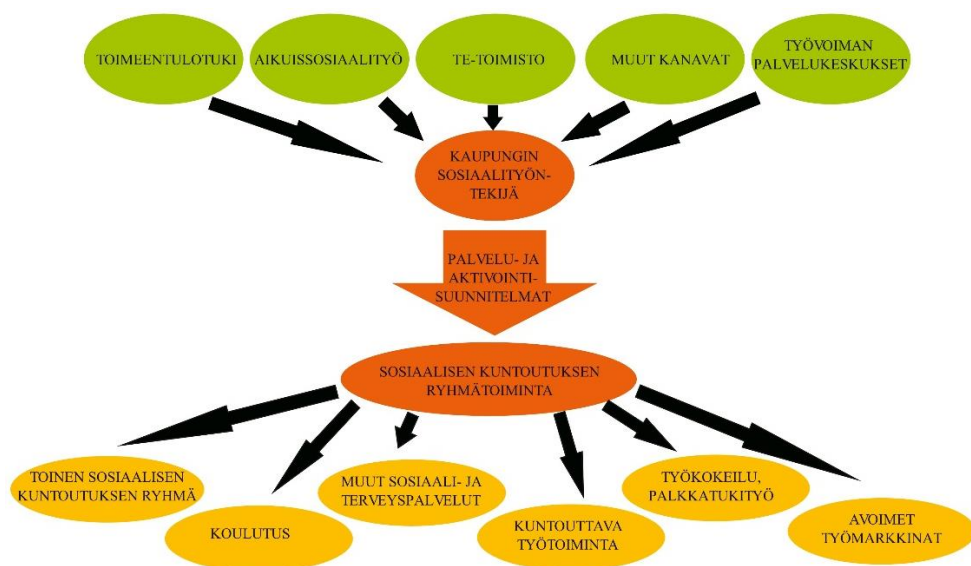 TOIMEENTULOTUKI
AIKUISSOSIAALITYÖ
TE-TOIMISTO
MUUT KANAVAT
TYÖVOIMAN
PALVELUKESKUKSET
KAUPUNGIN
SOSIAALITYÖN-
TEKIJÄ
PALVELU- JA
AKTIVOINTI-
SUUNNITELMAT
SOSIAALISEN KUNTOUTUKSEN
RYHMÄTOIMINTA
TOINEN SOSIAALISEN
KUNTOUTUKSEN RYHMÄ
KOULUTUS
MUUT SOSIAALI- JA
TERVEYSPALVELUT
KUNTOUTTAVA
TYÖTOIMINTA
TYÖKOKEILU,
PALKKATUKITYÖ
AVOIMET
TYÖMARKKINAT